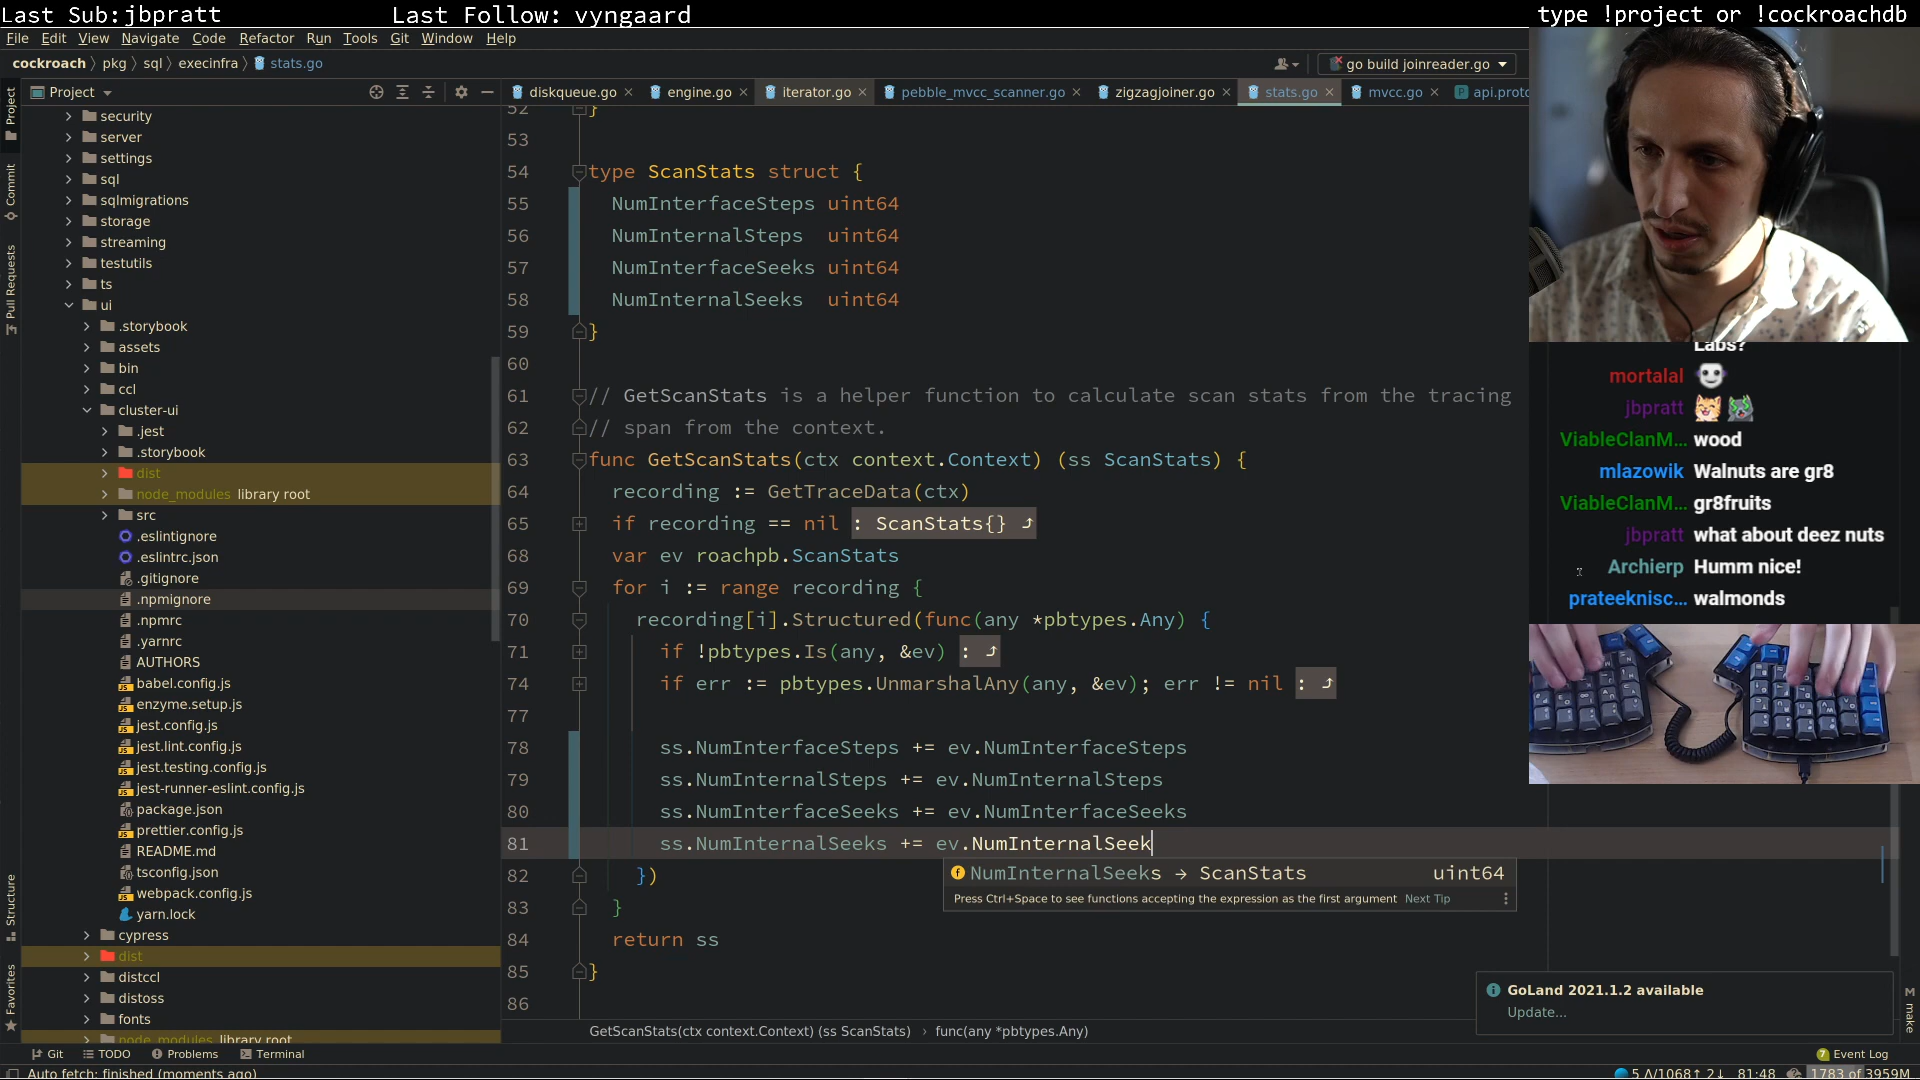 Last Sub:jbpratt
Last Follow: vyngaard
type !project or !cockroachdb
File Edit View Navigate Code Refactor Run Tools Git Window Help
cockroach pkg sql execinfra stats.go
go build joinreader.go
Project
diskqueue.go
engine.go
iterator.go
pebble_mvcc_scanner.go
zigzagjoiner.go
stats.go
mvcc.go
api.proto
Project
Commit
Pull Requests
Structure
Favorites
security
server
settings
sql
sqlmigrations
storage
streaming
testutils
ts
ui
.storybook
assets
bin
ccl
cluster-ui
.jest
.storybook
dist
node_modules library root
src
.eslintignore
.eslintrc.json
.gitignore
.npmignore
.npmrc
.yarnrc
AUTHORS
babel.config.js
enzyme.setup.js
jest.config.js
jest.lint.config.js
jest.testing.config.js
jest-runner-eslint.config.js
package.json
prettier.config.js
README.md
tsconfig.json
webpack.config.js
yarn.lock
cypress
dist
distccl
distoss
fonts
node_modules library root
52 }
53
54 type ScanStats struct {
55 NumInterfaceSteps uint64
56 NumInternalSteps uint64
57 NumInterfaceSeeks uint64
58 NumInternalSeeks uint64
59 }
60
61 // GetScanStats is a helper function to calculate scan stats from the tracing
62 // span from the context.
63 func GetScanStats(ctx context.Context) (ss ScanStats) {
64 recording := GetTraceData(ctx)
65 if recording == nil : ScanStats{}
68 var ev roachpb.ScanStats
69 for i := range recording {
70 recording[i].Structured(func(any *pbtypes.Any) {
71 if !pbtypes.Is(any, &ev) :
74 if err := pbtypes.UnmarshalAny(any, &ev); err != nil :
77
78 ss.NumInterfaceSteps += ev.NumInterfaceSteps
79 ss.NumInternalSteps += ev.NumInternalSteps
80 ss.NumInterfaceSeeks += ev.NumInterfaceSeeks
81 ss.NumInternalSeeks += ev.NumInternalSeek
82 })
83 }
84 return ss
85 }
86
NumInternalSeeks → ScanStats uint64
Press Ctrl+Space to see functions accepting the expression as the first argument Next Tip
GetScanStats(ctx context.Context) (ss ScanStats) func(any *pbtypes.Any)
Labs?
mortalal
jbpratt
ViableClanM... wood
mlazowik Walnuts are gr8
ViableClanM... gr8fruits
jbpratt what about deez nuts
Archierp Humm nice!
prateeknisc... walmonds
GoLand 2021.1.2 available
Update...
make
Git TODO Problems Terminal
7 Event Log
Auto fetch: finished (moments ago)
5 Λ/1068↑ 2↓ 81:48 1783 of 3959M